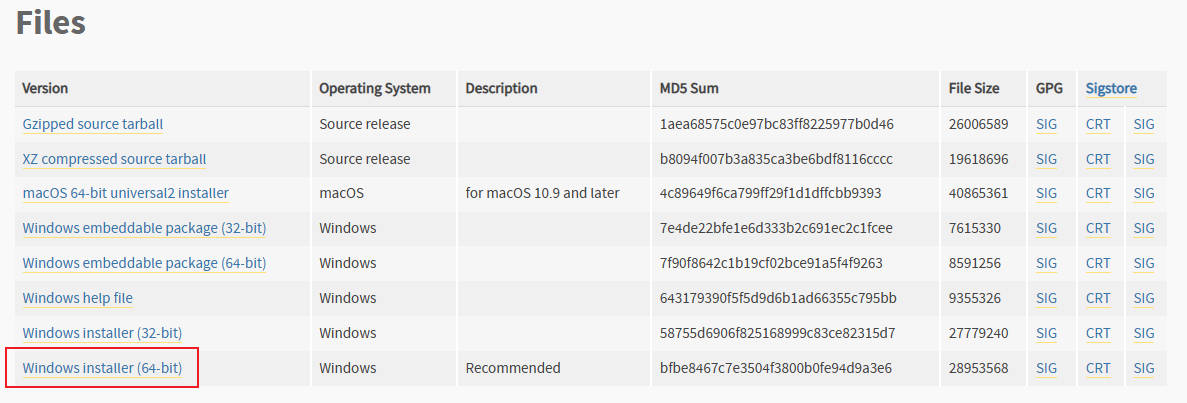 Files
Version Operating System Description MD5 Sum File Size GPG Sigstore
Gzipped source tarball Source release 1aea68575c0e97bc83ff8225977b0d46 26006589 SIG CRT SIG
XZ compressed source tarball Source release b8094f007b3a835ca3be6bdf8116cccc 19618696 SIG CRT SIG
macOS 64-bit universal2 installer macOS for macOS 10.9 and later 4c89649f6ca799ff29f1d1dffcbb9393 40865361 SIG CRT SIG
Windows embeddable package (32-bit) Windows 7e4de22bfe1e6d333b2c691ec2c1fcee 7615330 SIG CRT SIG
Windows embeddable package (64-bit) Windows 7f90f8642c1b19cf02bce91a5f4f9263 8591256 SIG CRT SIG
Windows help file Windows 643179390f5f5d9d6b1ad66355c795bb 9355326 SIG CRT SIG
Windows installer (32-bit) Windows 58755d6906f825168999c83ce82315d7 27779240 SIG CRT SIG
Windows installer (64-bit) Windows Recommended bfbe8467c7e3504f3800b0fe94d9a3e6 28953568 SIG CRT SIG